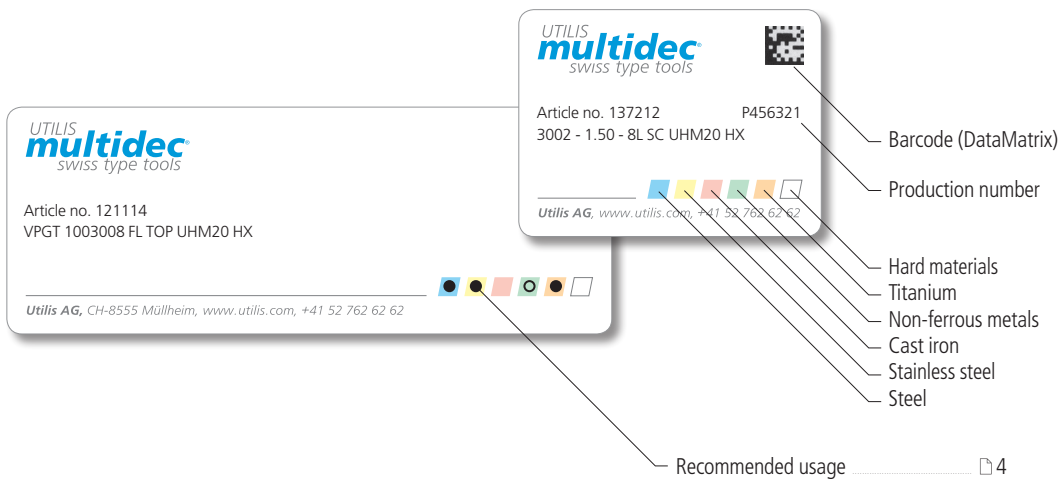 UTILIS
multidec®
swiss type tools
Article no. 137212 P456321
3002 - 1.50 - 8L SC UHM20 HX
Utilis AG, www.utilis.com, +41 52 762 62 62
UTILIS
multidec®
swiss type tools
Article no. 121114
VPGT 1003008 FL TOP UHM20 HX
Utilis AG, CH-8555 Müllheim, www.utilis.com, +41 52 762 62 62
Barcode (DataMatrix)
Production number
Hard materials
Titanium
Non-ferrous metals
Cast iron
Stainless steel
Steel
Recommended usage 4